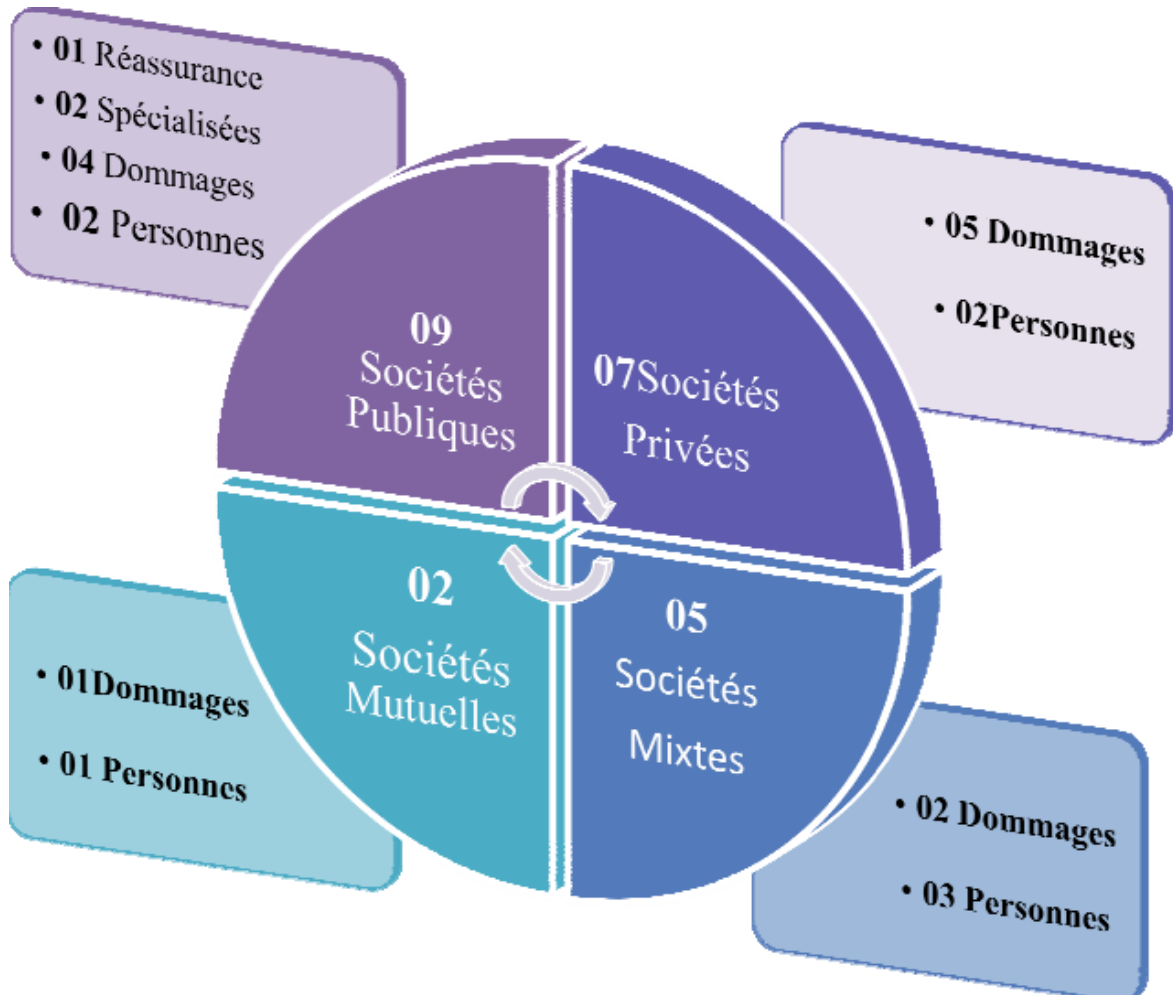 • 01 Réassurance
• 02 Spécialisées
• 04 Dommages
• 02 Personnes
• 05 Dommages
• 02Personnes
09
Sociétés
Publiques
07Sociétés
Privées
02
Sociétés
Mutuelles
05
Sociétés
Mixtes
• 01Dommages
• 01 Personnes
• 02 Dommages
• 03 Personnes